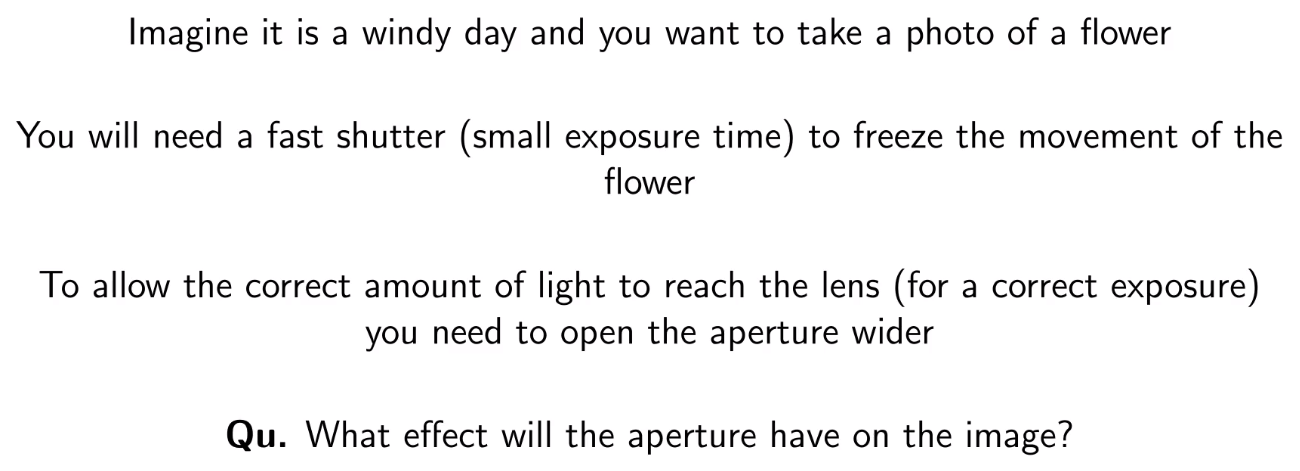 Imagine it is a windy day and you want to take a photo of a flower
You will need a fast shutter (small exposure time) to freeze the movement of the
flower
To allow the correct amount of light to reach the lens (for a correct exposure)
you need to open the aperture wider
Qu. What effect will the aperture have on the image?